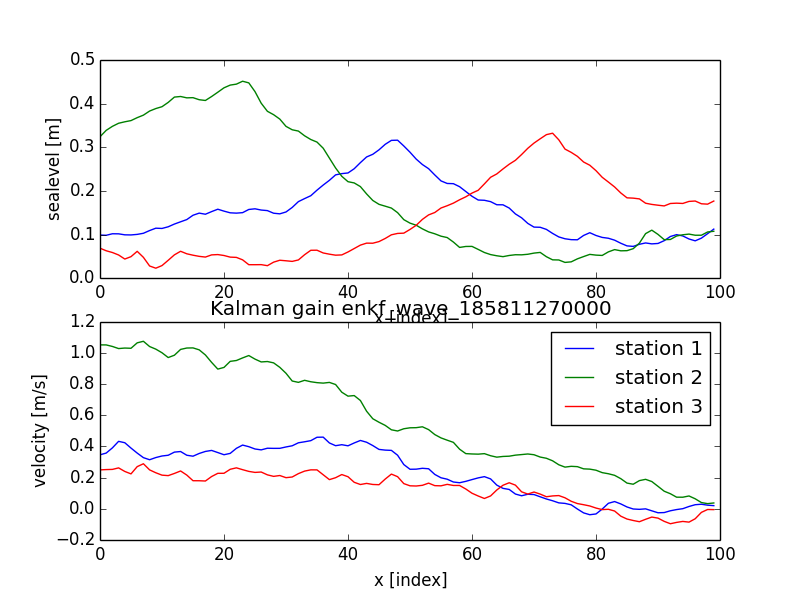 0.5
0.4
0.3
0.2
0.1
0.0
sealevel [m]
0 20 40 60 80 100
x [index]
Kalman gain enkf_wave_185811270000
1.2
1.0
0.8
0.6
0.4
0.2
0.0
−0.2
velocity [m/s]
station 1
station 2
station 3
0 20 40 60 80 100
x [index]